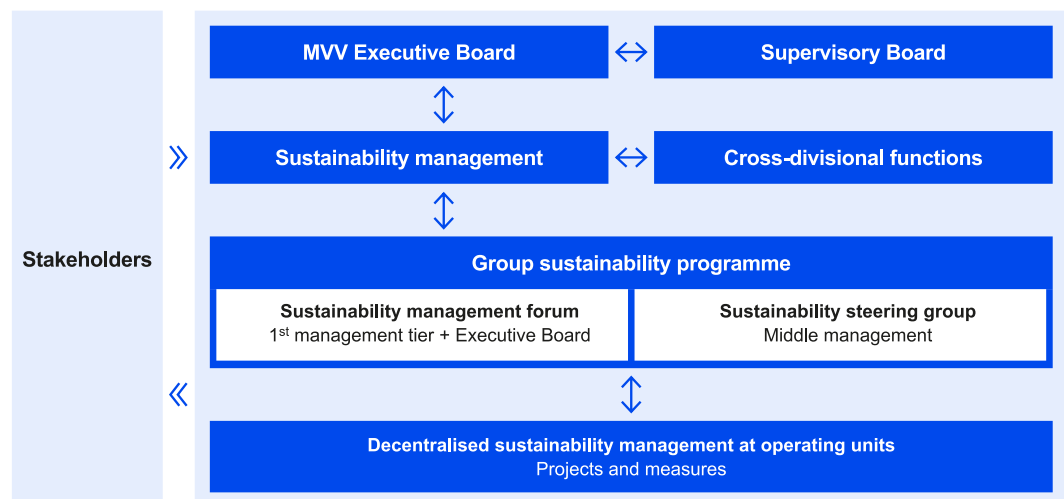 MVV Executive Board
Supervisory Board
Sustainability management
Cross-divisional functions
Stakeholders
Group sustainability programme
Sustainability management forum
1st management tier + Executive Board
Sustainability steering group
Middle management
Decentralised sustainability management at operating units
Projects and measures